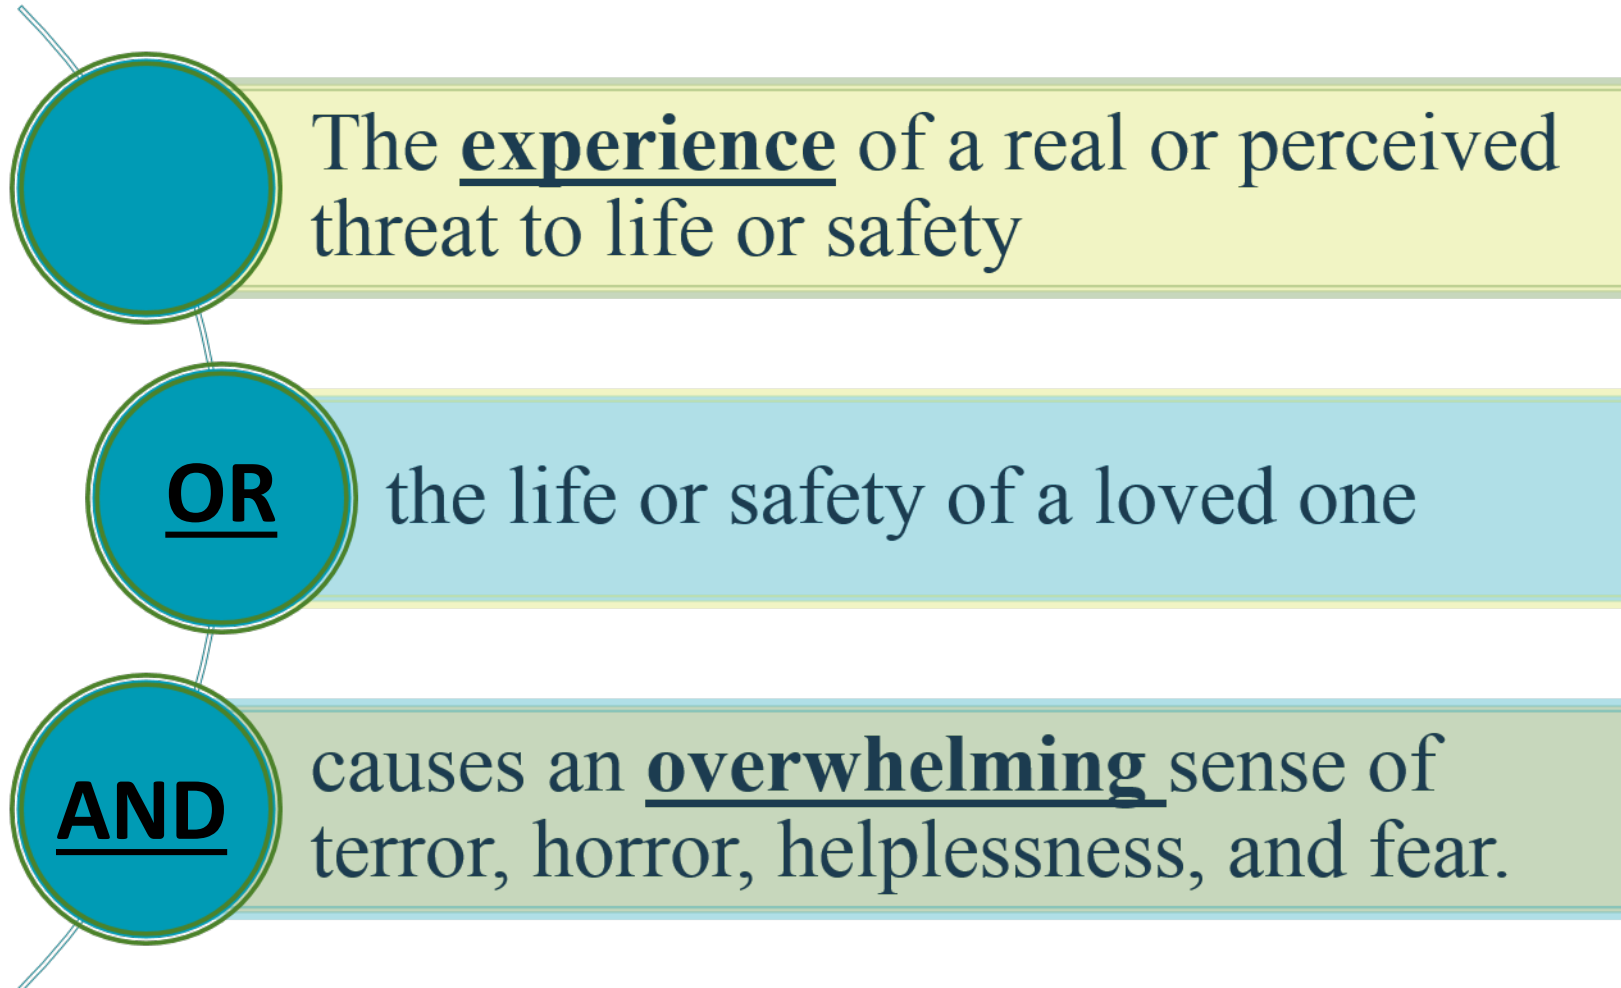 The experience of a real or perceived
threat to life or safety
OR
the life or safety of a loved one
AND
causes an overwhelming sense of
terror, horror, helplessness, and fear.